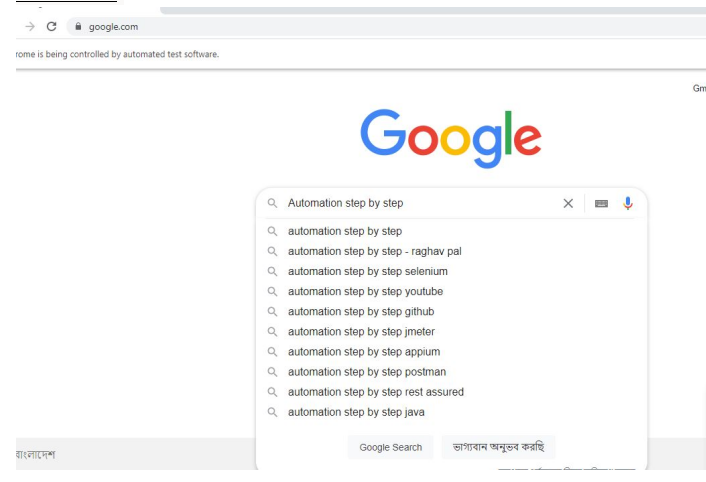 google.com
rome is being controlled by automated test software.
Gm
Google
Automation step by step
automation step by step
automation step by step - raghav pal
automation step by step selenium
automation step by step youtube
automation step by step github
automation step by step jmeter
automation step by step appium
automation step by step postman
automation step by step rest assured
automation step by step java
Google Search ভাগ্যবান অনুভব করছি
বাংলাদেশ